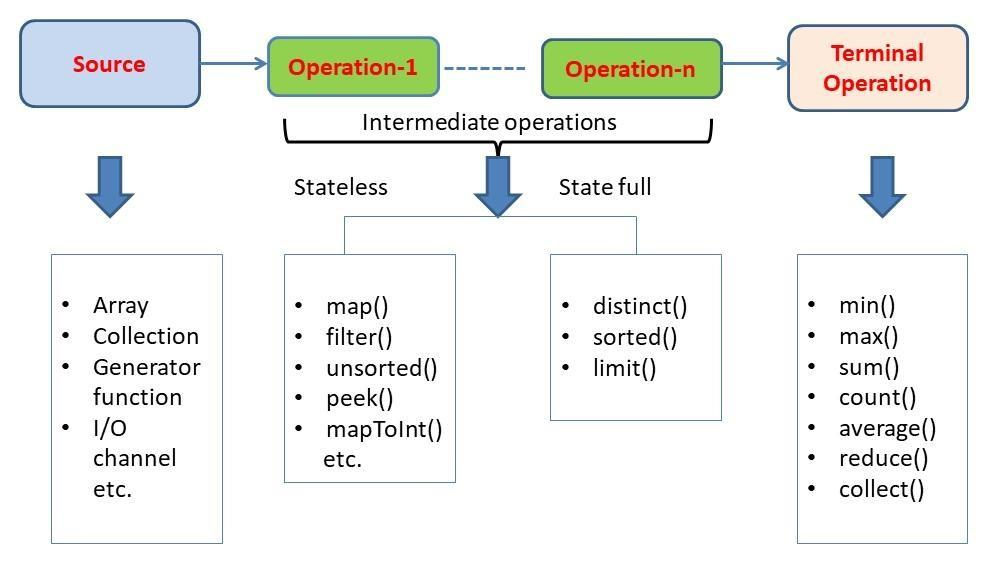 Source
Operation-1
Operation-n
Terminal
Operation
Intermediate operations
Stateless
State full
• Array
• Collection
• Generator
function
• I/O
channel
etc.
• map()
• filter()
• unsorted()
• peek()
• mapToInt()
etc.
• distinct()
• sorted()
• limit()
• min()
• max()
• sum()
• count()
• average()
• reduce()
• collect()